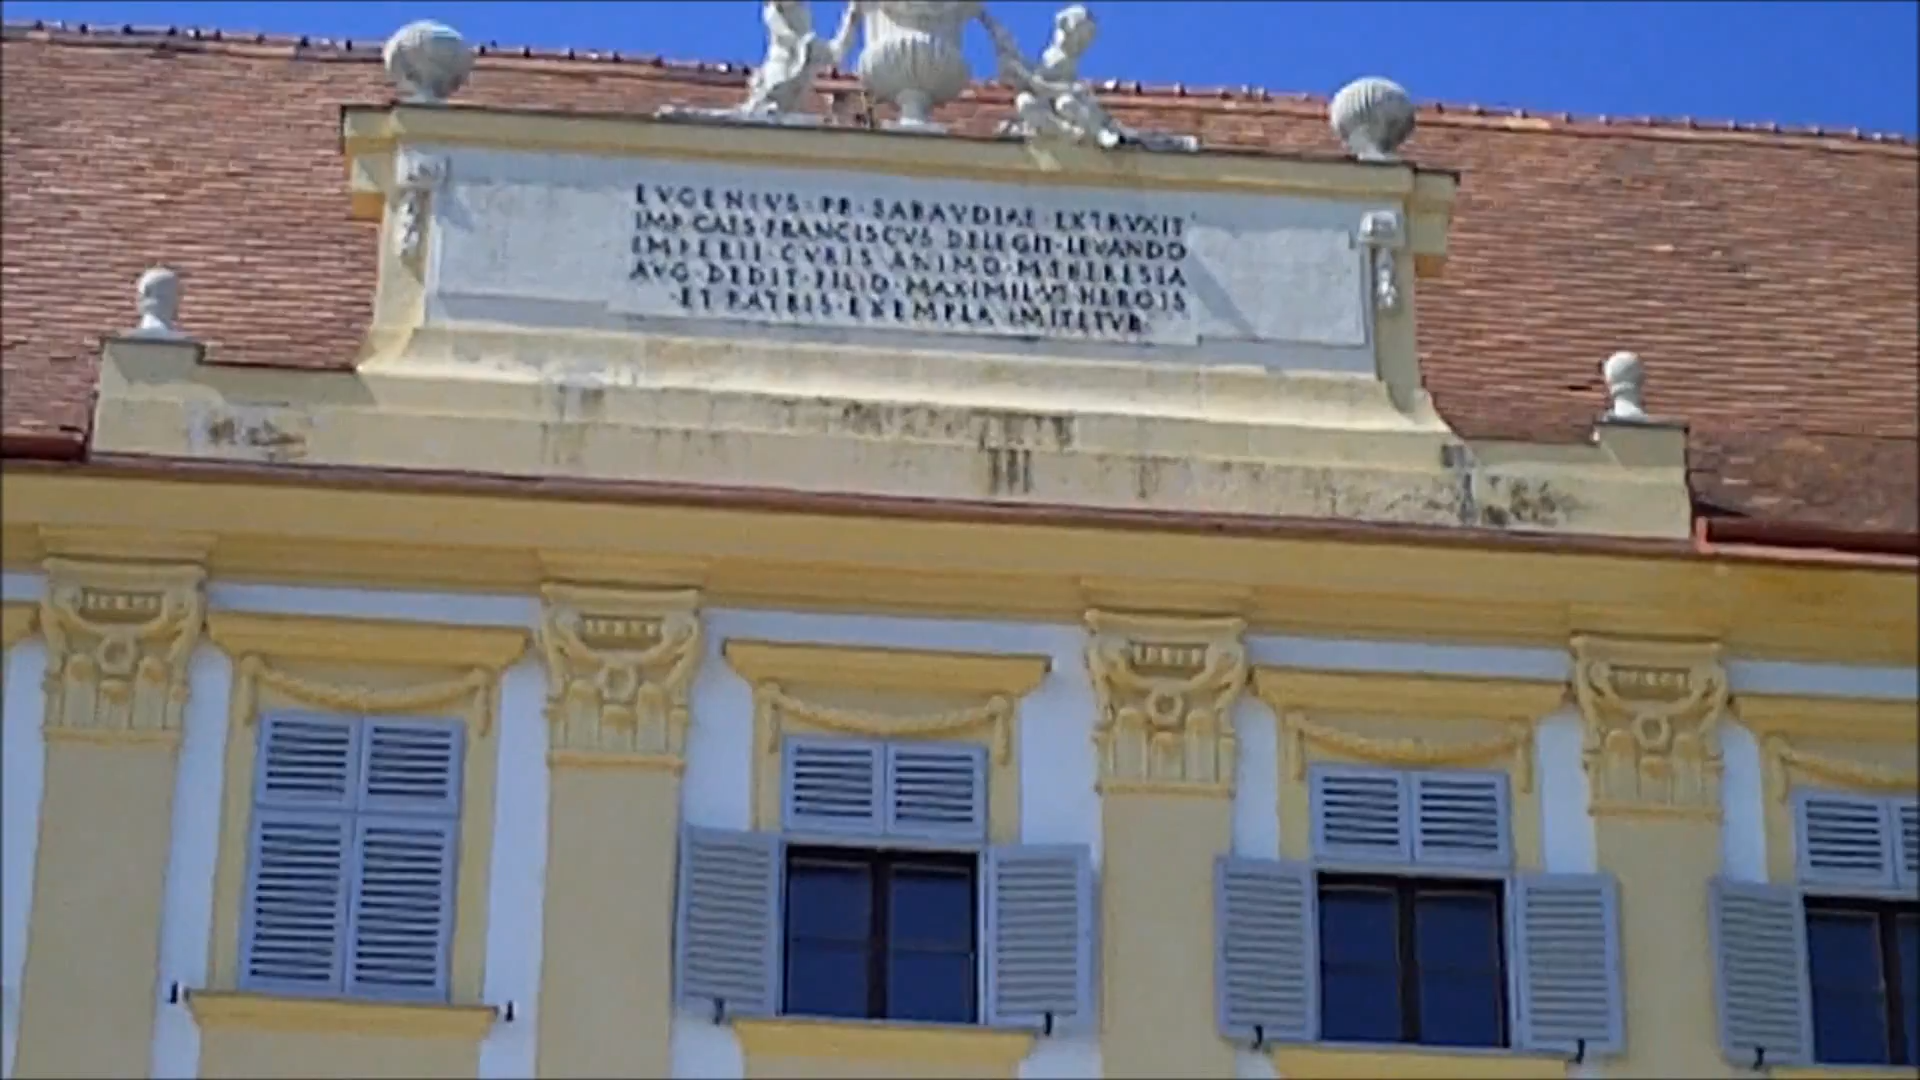 EVGENIVS·PR·SABAVDIAE·EXTRVXIT
IMP·CAES·FRANCISCVS·DELEGIT·LEVANDO
IMPERII·CVRIS·ANIMO·M·THERESIA
AVG·DEDIT·FILIO·MAXIMIL·VT·HEROIS
·ET·PATRIS·EXEMPLA·IMITETVR·